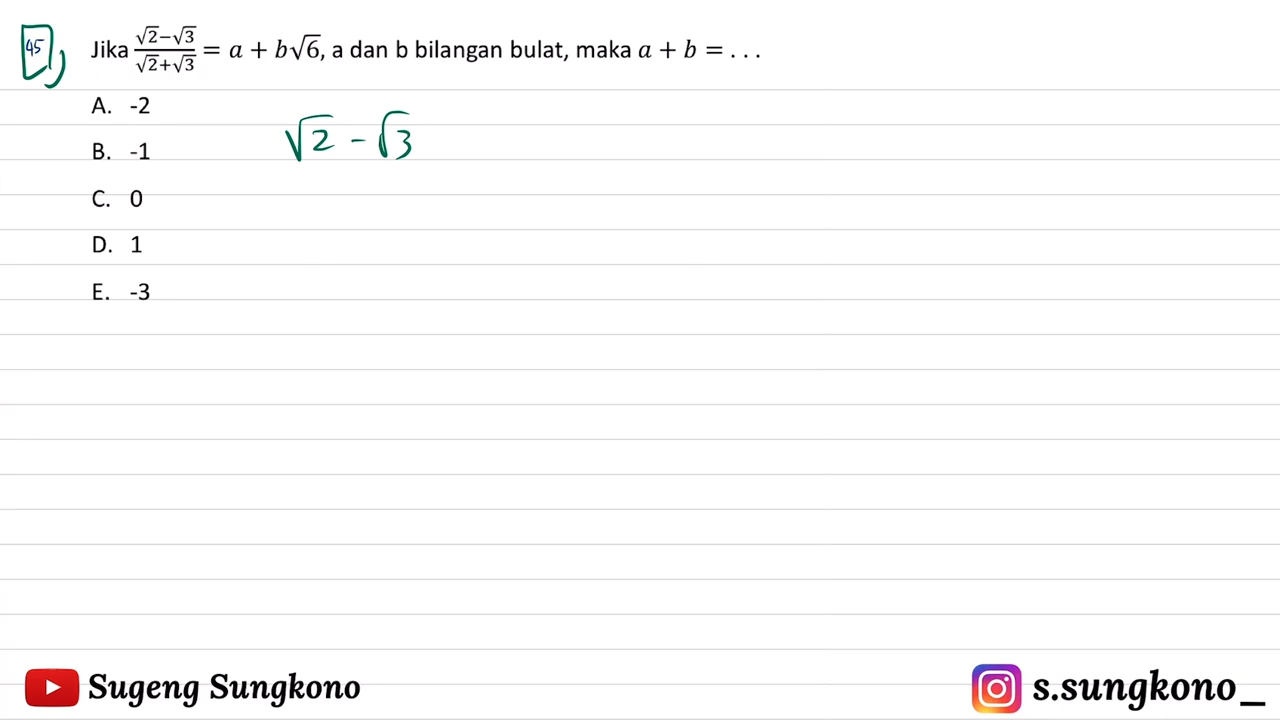 45) Jika (√2−√3)/(√2+√3) = a + b√6, a dan b bilangan bulat, maka a + b = . . .
A. -2
√2 - √3
B. -1
C. 0
D. 1
E. -3
Sugeng Sungkono
s.sungkono_